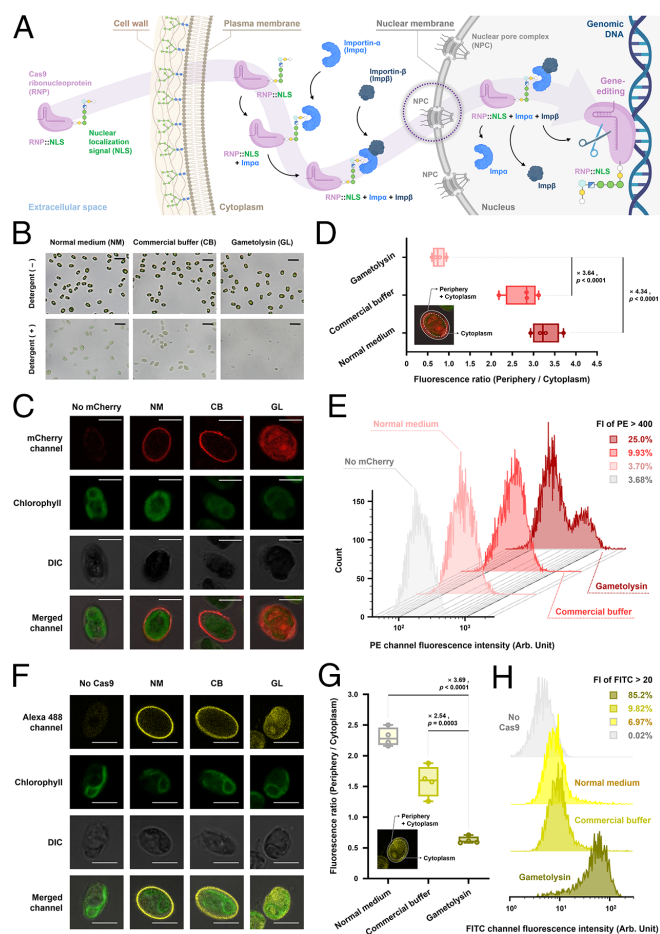 A
Cell wall
Plasma membrane
Nuclear membrane
Nuclear pore complex
(NPC)
Genomic
DNA
Cas9
ribonucleoprotein
(RNP)
RNP::NLS
Nuclear
localization
signal (NLS)
Extracellular space
RNP::NLS
Importin-α
(Impα)
RNP::NLS
+ Impα
Importin-β
(Impβ)
RNP::NLS + Impα + Impβ
Cytoplasm
NPC
NPC
RNP::NLS + Impα + Impβ
Impα
Impβ
Nucleus
Gene-
editing
RNP::NLS
B
Normal medium (NM)
Commercial buffer (CB)
Gametolysin (GL)
Detergent (−)
Detergent (+)
C
No mCherry
NM
CB
GL
mCherry
channel
Chlorophyll
DIC
Merged
channel
D
Gametolysin
Commercial buffer
Normal medium
Periphery
+ Cytoplasm
Cytoplasm
× 3.64 ,
p < 0.0001
× 4.34 ,
p < 0.0001
0.0 0.5 1.0 1.5 2.0 2.5 3.0 3.5 4.0 4.5
Fluorescence ratio (Periphery / Cytoplasm)
E
Normal medium
No mCherry
FI of PE > 400
25.0%
9.93%
3.70%
3.68%
150
100
50
0
Count
Gametolysin
Commercial buffer
10²
10³
PE channel fluorescence intensity (Arb. Unit)
F
No Cas9
NM
CB
GL
Alexa 488
channel
Chlorophyll
DIC
Merged
channel
G
× 3.69 ,
p < 0.0001
× 2.54 ,
p = 0.0003
3.0
2.5
2.0
1.5
1.0
0.5
0.0
Fluorescence ratio (Periphery / Cytoplasm)
Periphery
+ Cytoplasm
Cytoplasm
Normal medium
Commercial buffer
Gametolysin
H
FI of FITC > 20
85.2%
9.82%
6.97%
0.02%
No
Cas9
Normal medium
Commercial buffer
Gametolysin
10⁰
10¹
10²
FITC channel fluorescence intensity (Arb. Unit)